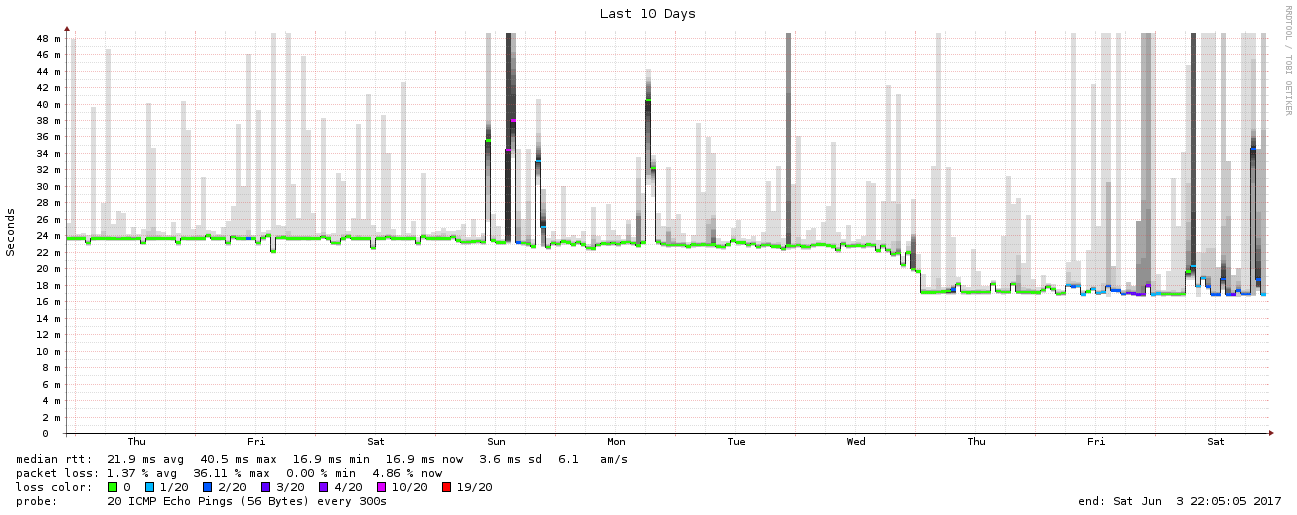 Last 10 Days
RRDTOOL / TOBI OETIKER
Seconds
48 m
46 m
44 m
42 m
40 m
38 m
36 m
34 m
32 m
30 m
28 m
26 m
24 m
22 m
20 m
18 m
16 m
14 m
12 m
10 m
8 m
6 m
4 m
2 m
0
Thu Fri Sat Sun Mon Tue Wed Thu Fri Sat
median rtt: 21.9 ms avg 40.5 ms max 16.9 ms min 16.9 ms now 3.6 ms sd 6.1 am/s
packet loss: 1.37 % avg 36.11 % max 0.00 % min 4.86 % now
loss color: 0 1/20 2/20 3/20 4/20 10/20 19/20
probe: 20 ICMP Echo Pings (56 Bytes) every 300s end: Sat Jun 3 22:05:05 2017